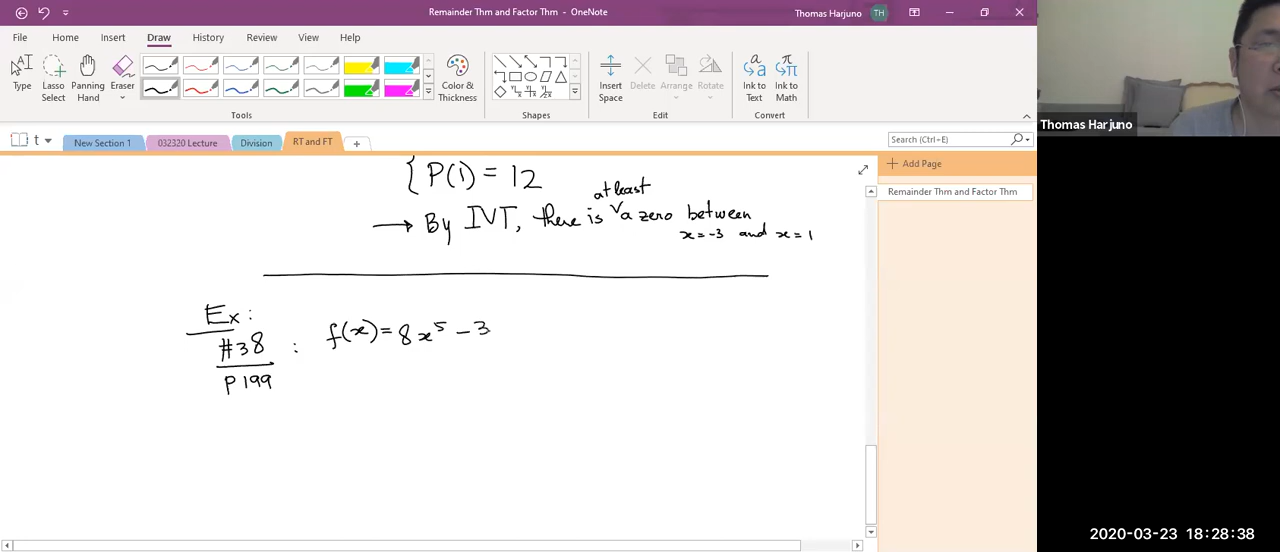 Remainder Thm and Factor Thm - OneNote
Thomas Harjuno TH
File Home Insert Draw History Review View Help
Type Lasso Select Panning Hand Eraser
Color & Thickness
Insert Space Delete Arrange Rotate
Ink to Text Ink to Math
Tools Shapes Edit Convert
t New Section 1 032320 Lecture Division RT and FT +
Search (Ctrl+E)
+ Add Page
Remainder Thm and Factor Thm
Thomas Harjuno
{ P(1) = 12
at least
→ By IVT, there is ∨ a zero between
x = -3 and x = 1
Ex:
#38 : f(x) = 8x⁵ - 3
P199
2020-03-23 18:28:38